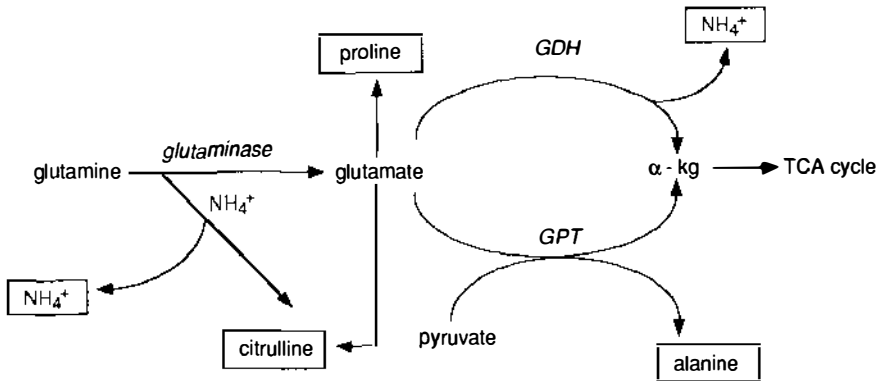 NH₄⁺
GDH
proline
glutaminase
glutamine
glutamate
α - kg
TCA cycle
NH₄⁺
GPT
NH₄⁺
citrulline
pyruvate
alanine